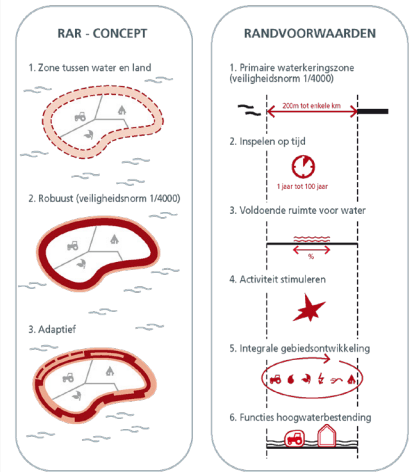 RAR - CONCEPT
1. Zone tussen water en land
2. Robuust (veiligheidsnorm 1/4000)
3. Adaptief
RANDVOORWAARDEN
1. Primaire waterkeringszone
(veiligheidsnorm 1/4000)
200m tot enkele km
2. Inspelen op tijd
1 jaar tot 100 jaar
3. Voldoende ruimte voor water
%
4. Activiteit stimuleren
5. Integrale gebiedsontwikkeling
6. Functies hoogwaterbestending